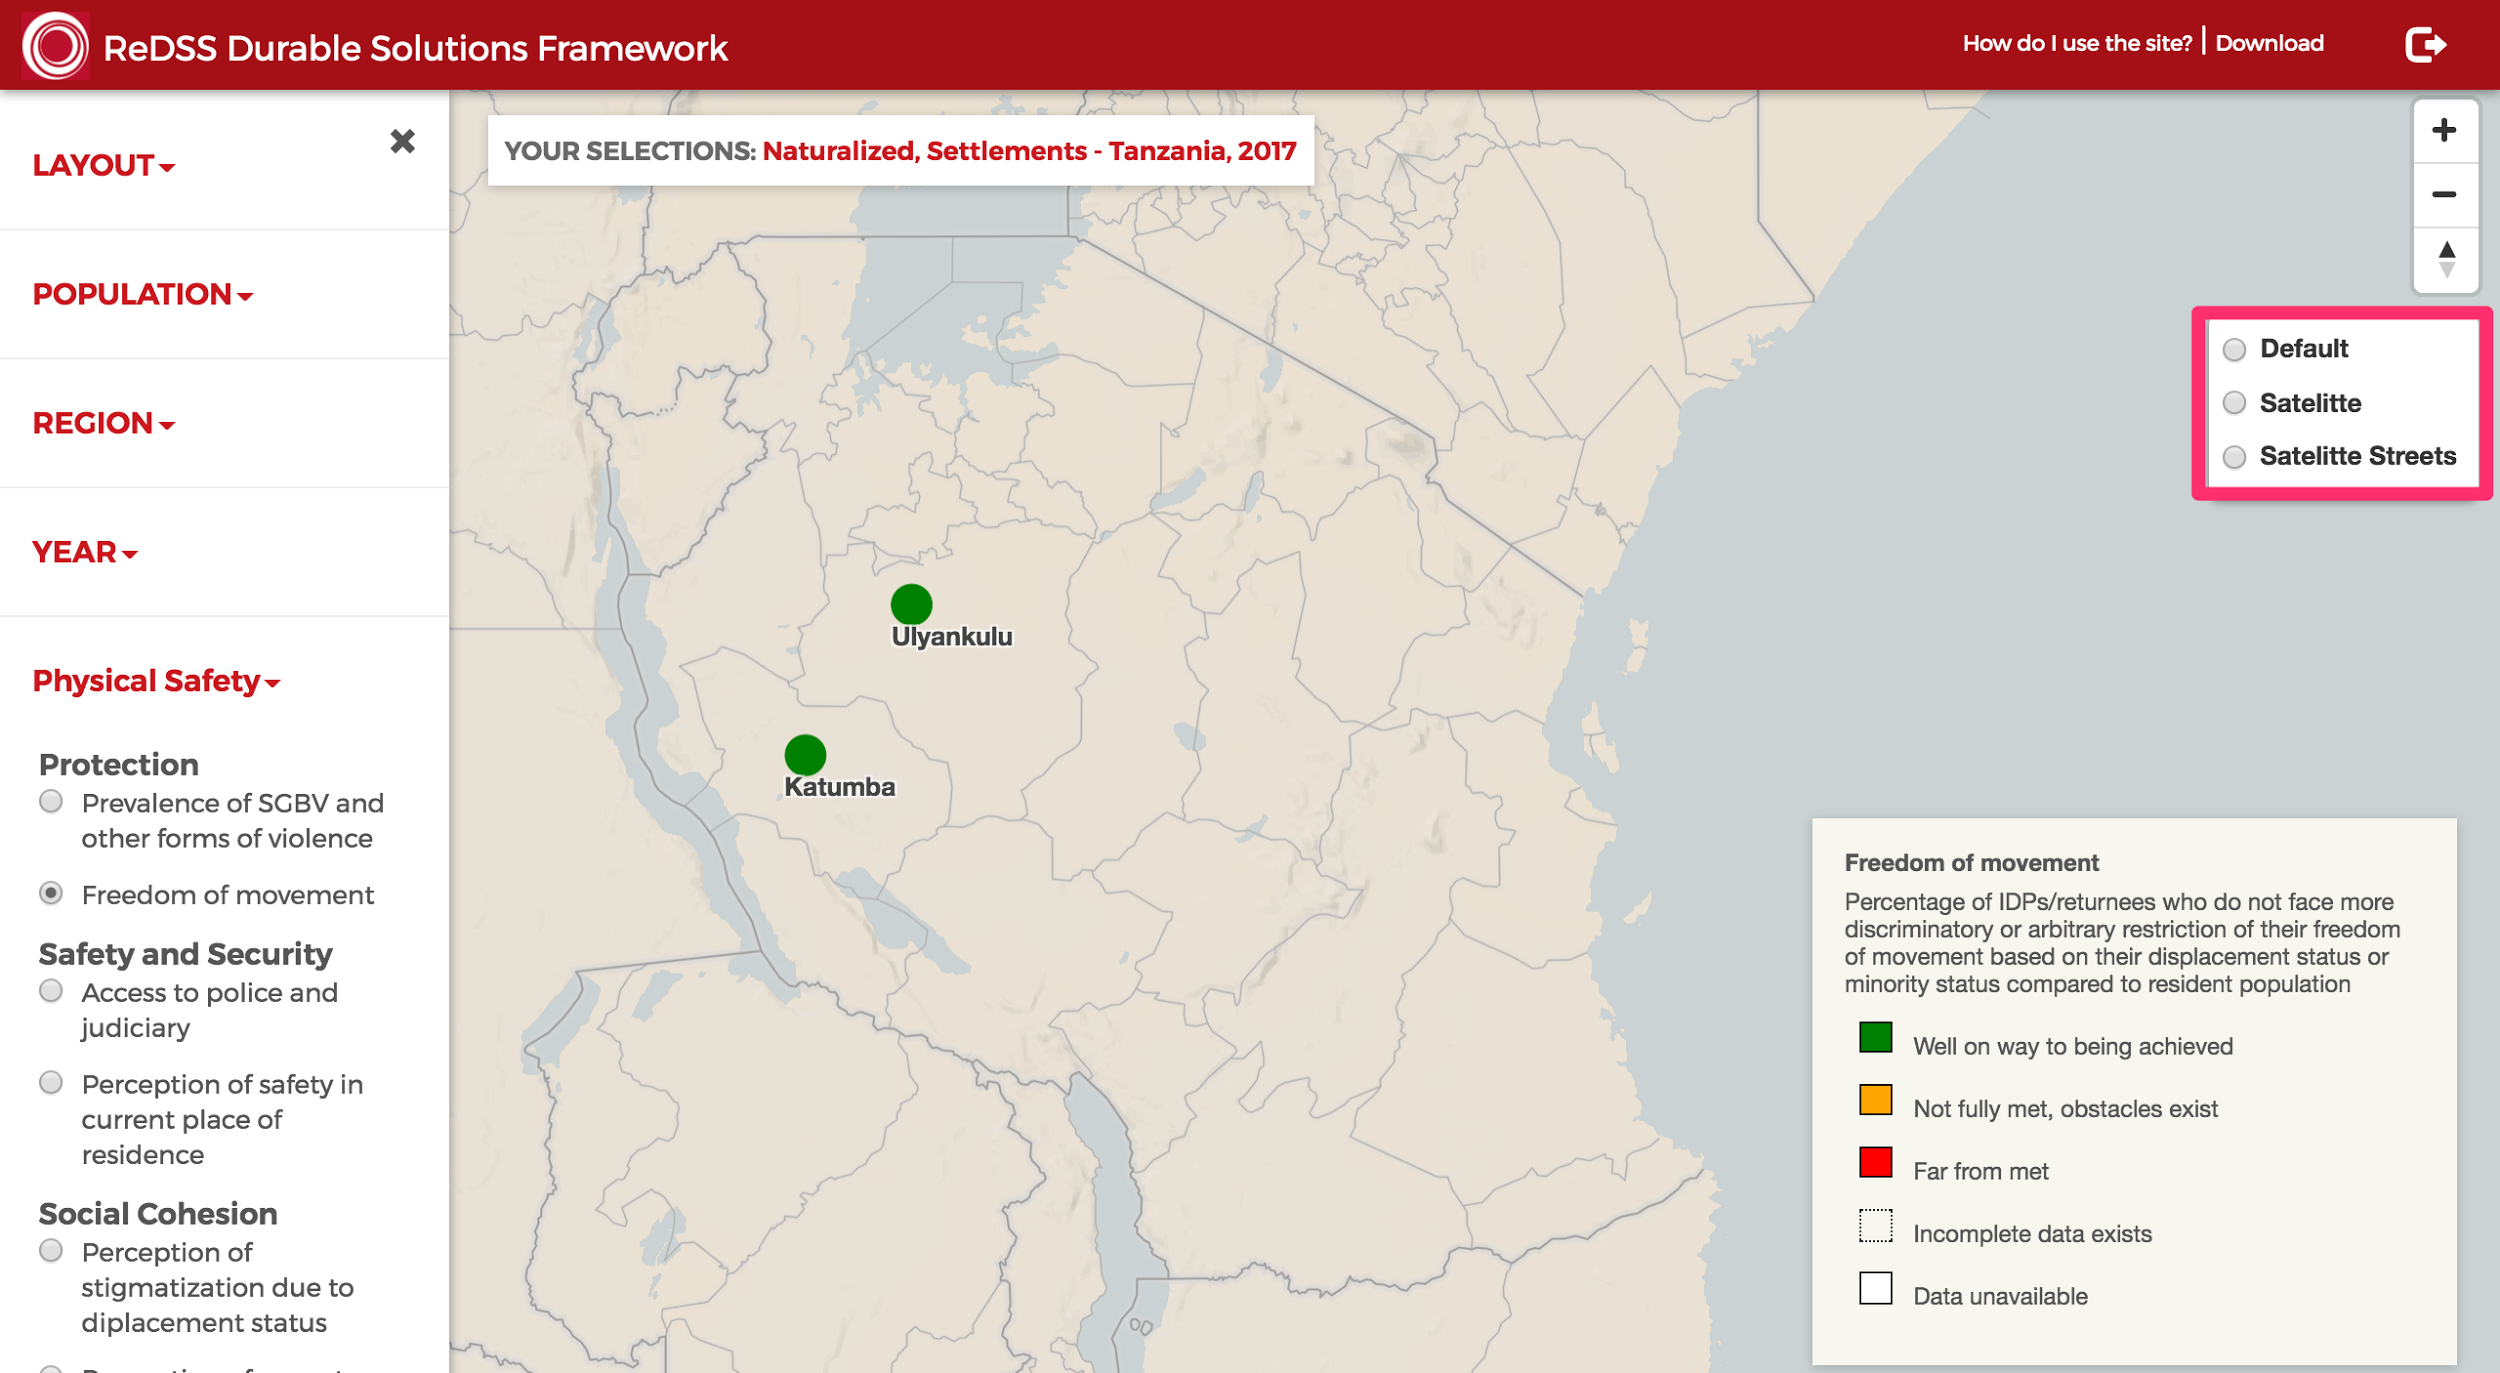 ReDSS Durable Solutions Framework
How do I use the site?
Download
LAYOUT
POPULATION
REGION
YEAR
Physical Safety
Protection
Prevalence of SGBV and
other forms of violence
Freedom of movement
Safety and Security
Access to police and
judiciary
Perception of safety in
current place of
residence
Social Cohesion
Perception of
stigmatization due to
diplacement status
YOUR SELECTIONS: Naturalized, Settlements - Tanzania, 2017
Ulyankulu
Katumba
Default
Satelitte
Satelitte Streets
Freedom of movement
Percentage of IDPs/returnees who do not face more
discriminatory or arbitrary restriction of their freedom
of movement based on their displacement status or
minority status compared to resident population
Well on way to being achieved
Not fully met, obstacles exist
Far from met
Incomplete data exists
Data unavailable